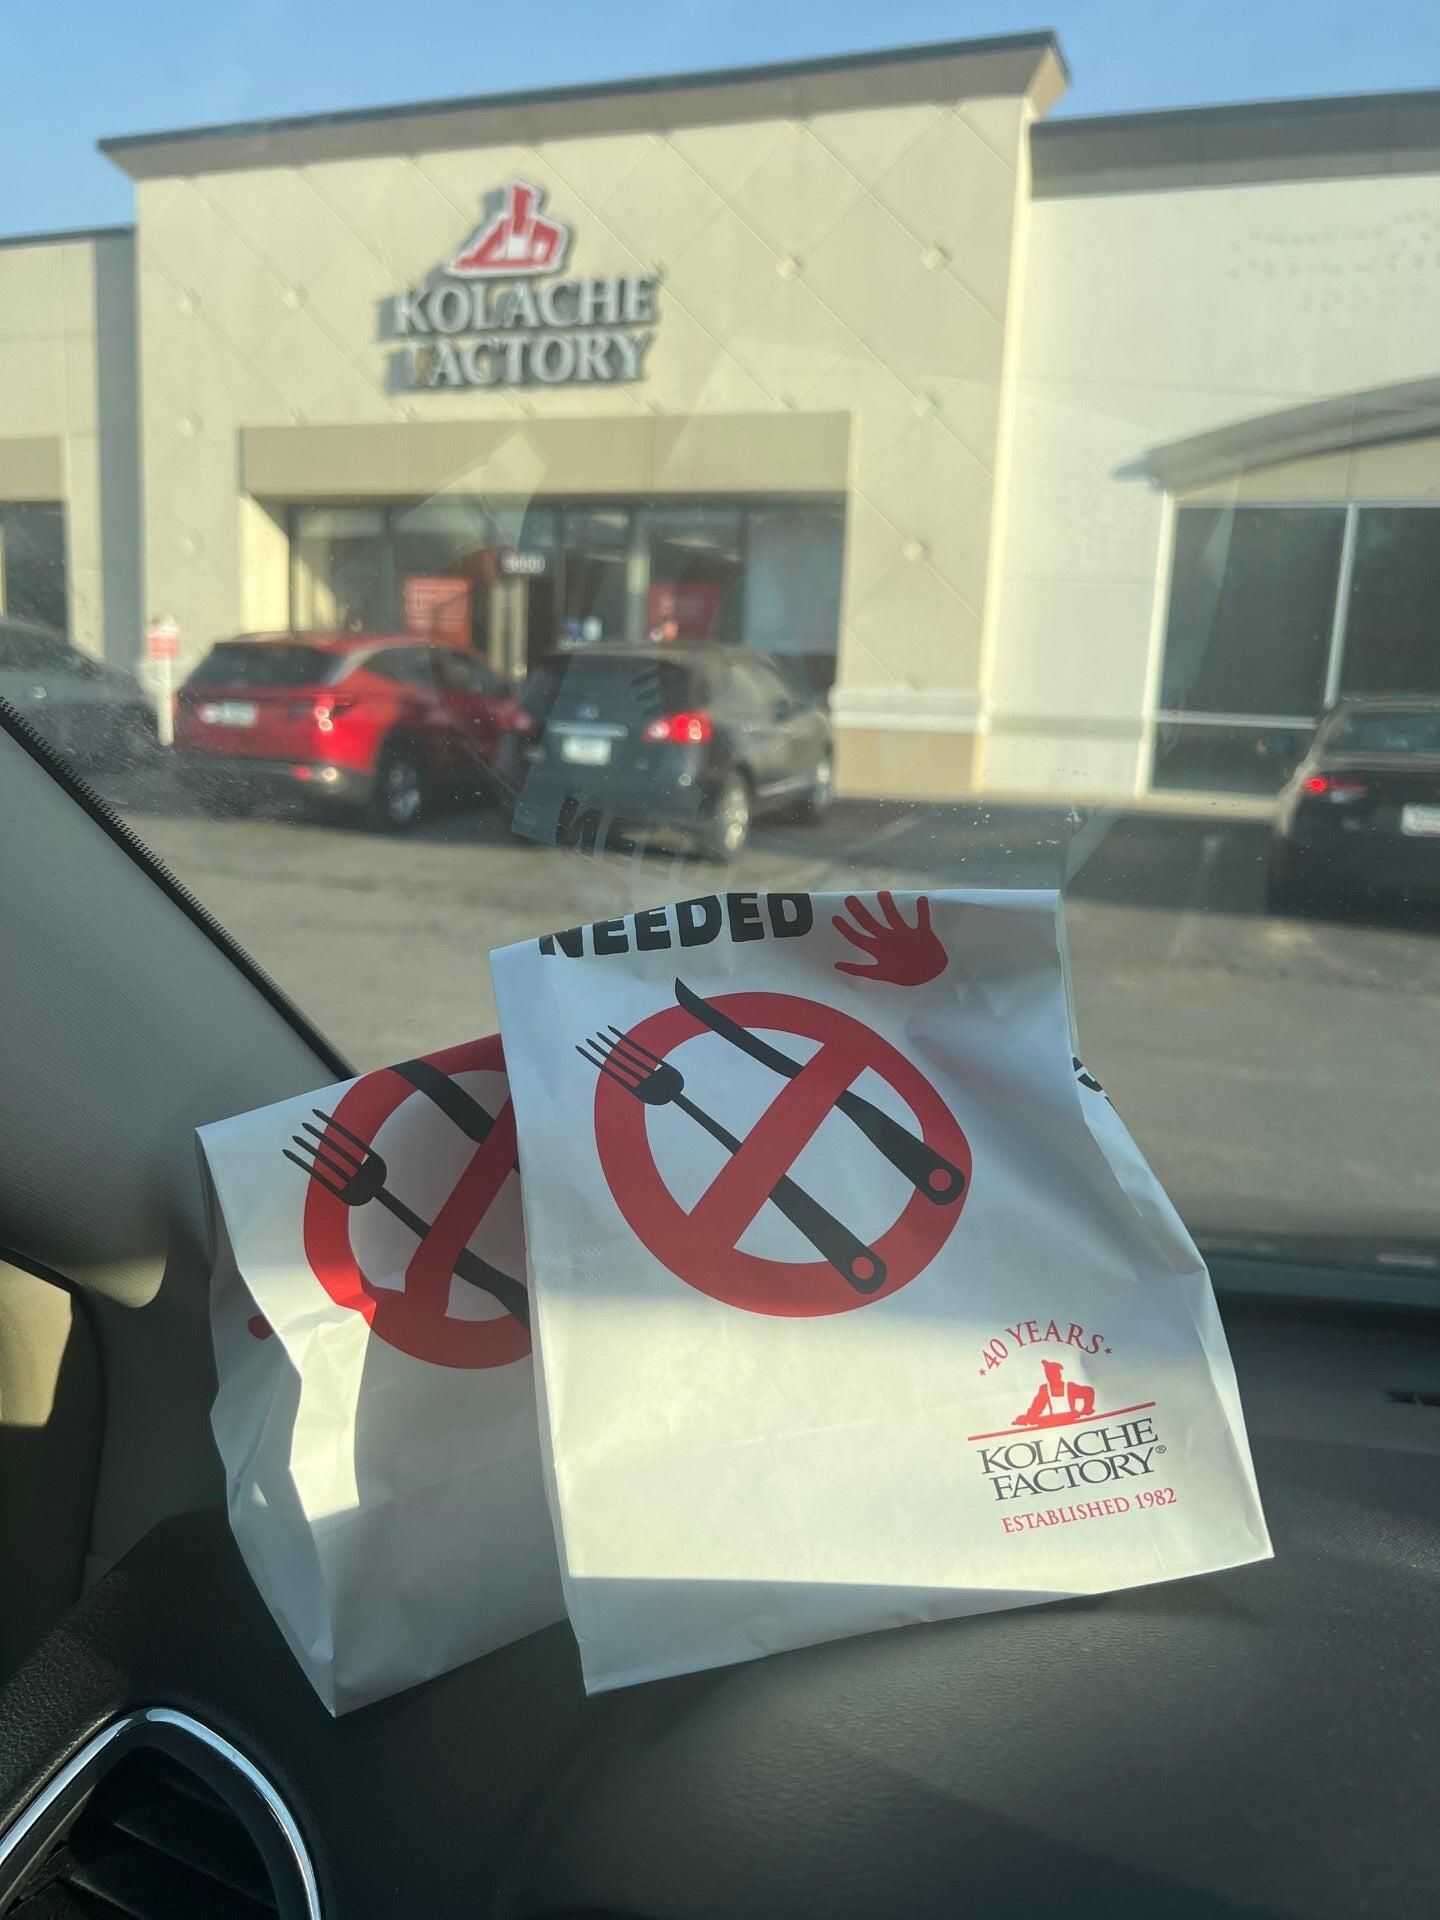 KOLACHE
FACTORY
NEEDED
40 YEARS
KOLACHE
FACTORY®
ESTABLISHED 1982